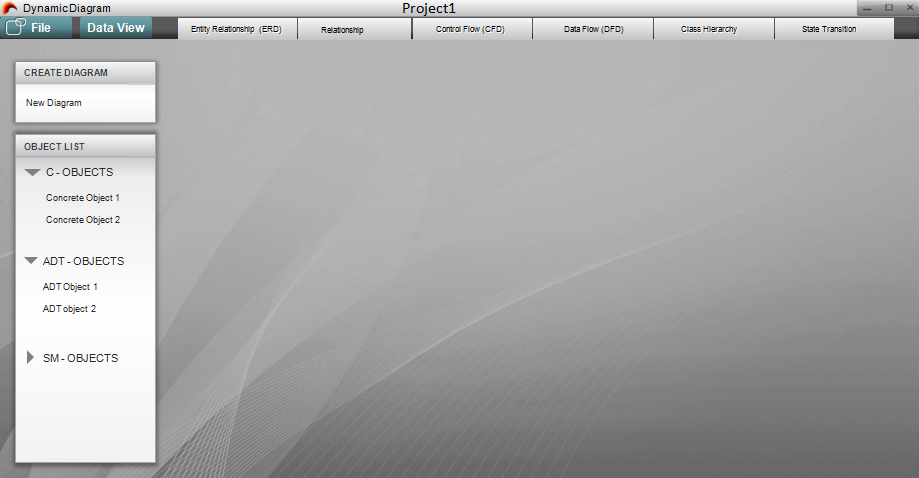 DynamicDiagram
Project1
File
Data View
Entity Relationship (ERD)
Relationship
Control Flow (CFD)
Data Flow (DFD)
Class Hierarchy
State Transition
CREATE DIAGRAM
New Diagram
OBJECT LIST
C - OBJECTS
Concrete Object 1
Concrete Object 2
ADT - OBJECTS
ADT Object 1
ADT object 2
SM - OBJECTS